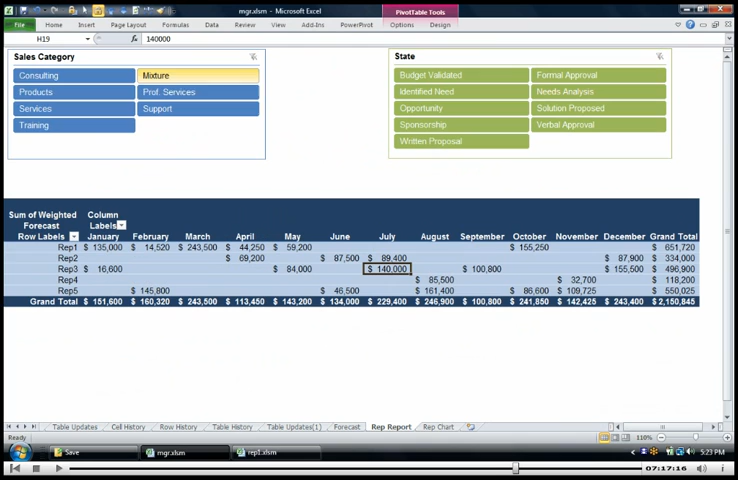 mgr.xlsm - Microsoft Excel
PivotTable Tools
File Home Insert Page Layout Formulas Data Review View Add-Ins PowerPivot Options Design
H19 fx 140000
Sales Category
Consulting Mixture
Products Prof. Services
Services Support
Training
State
Budget Validated Formal Approval
Identified Need Needs Analysis
Opportunity Solution Proposed
Sponsorship Verbal Approval
Written Proposal
Sum of Weighted Column
Forecast Labels
Row Labels January February March April May June July August September October November December Grand Total
Rep1 $ 135,000 $ 14,520 $ 243,500 $ 44,250 $ 59,200 $ 155,250 $ 651,720
Rep2 $ 69,200 $ 87,500 $ 89,400 $ 87,900 $ 334,000
Rep3 $ 16,600 $ 84,000 $ 140,000 $ 100,800 $ 155,500 $ 496,900
Rep4 $ 85,500 $ 32,700 $ 118,200
Rep5 $ 145,800 $ 46,500 $ 161,400 $ 86,600 $ 109,725 $ 550,025
Grand Total $ 151,600 $ 160,320 $ 243,500 $ 113,450 $ 143,200 $ 134,000 $ 229,400 $ 246,900 $ 100,800 $ 241,850 $ 142,425 $ 243,400 $ 2,150,845
Table Updates Cell History Row History Table History Table Updates(1) Forecast Rep Report Rep Chart
Ready 110%
Save mgr.xlsm rep1.xlsm 5:23 PM
07:17:16